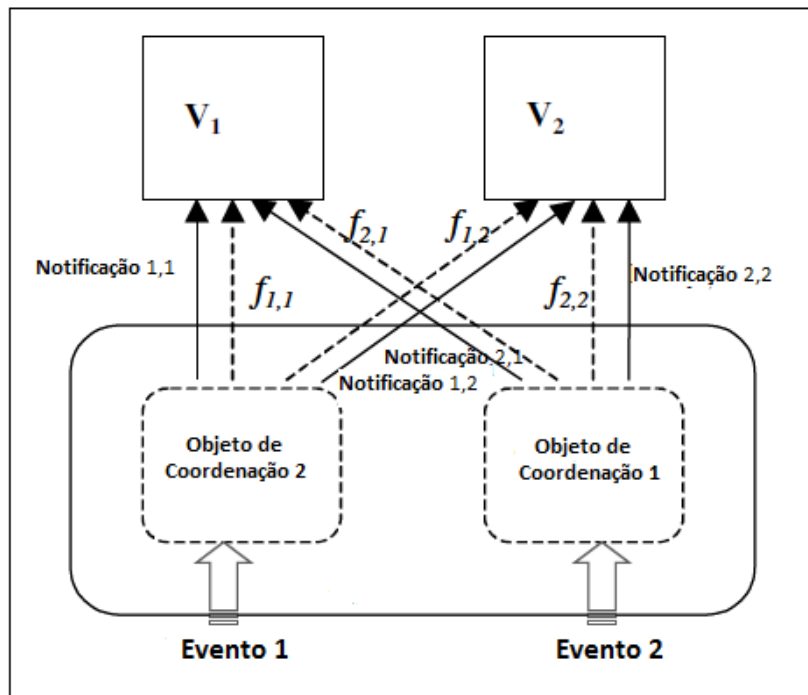 V1
V2
f2,1
f1,2
Notificação 1,1
Notificação 2,2
f1,1
f2,2
Notificação 2,1
Notificação 1,2
Objeto de
Coordenação 2
Objeto de
Coordenação 1
Evento 1
Evento 2